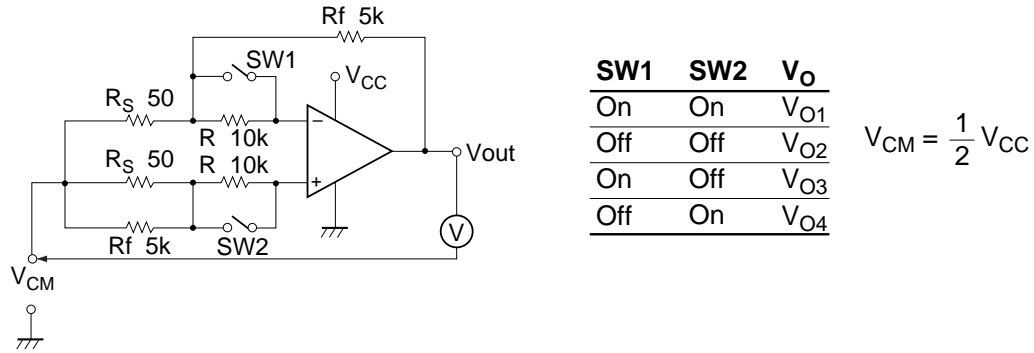 Rf 5k
SW1
VCC
RS 50
R 10k
−
RS 50
R 10k
+
Vout
Rf 5k
SW2
V
VCM
SW1 SW2 VO
On On VO1
Off Off VO2
On Off VO3
Off On VO4
VCM = 1/2 VCC